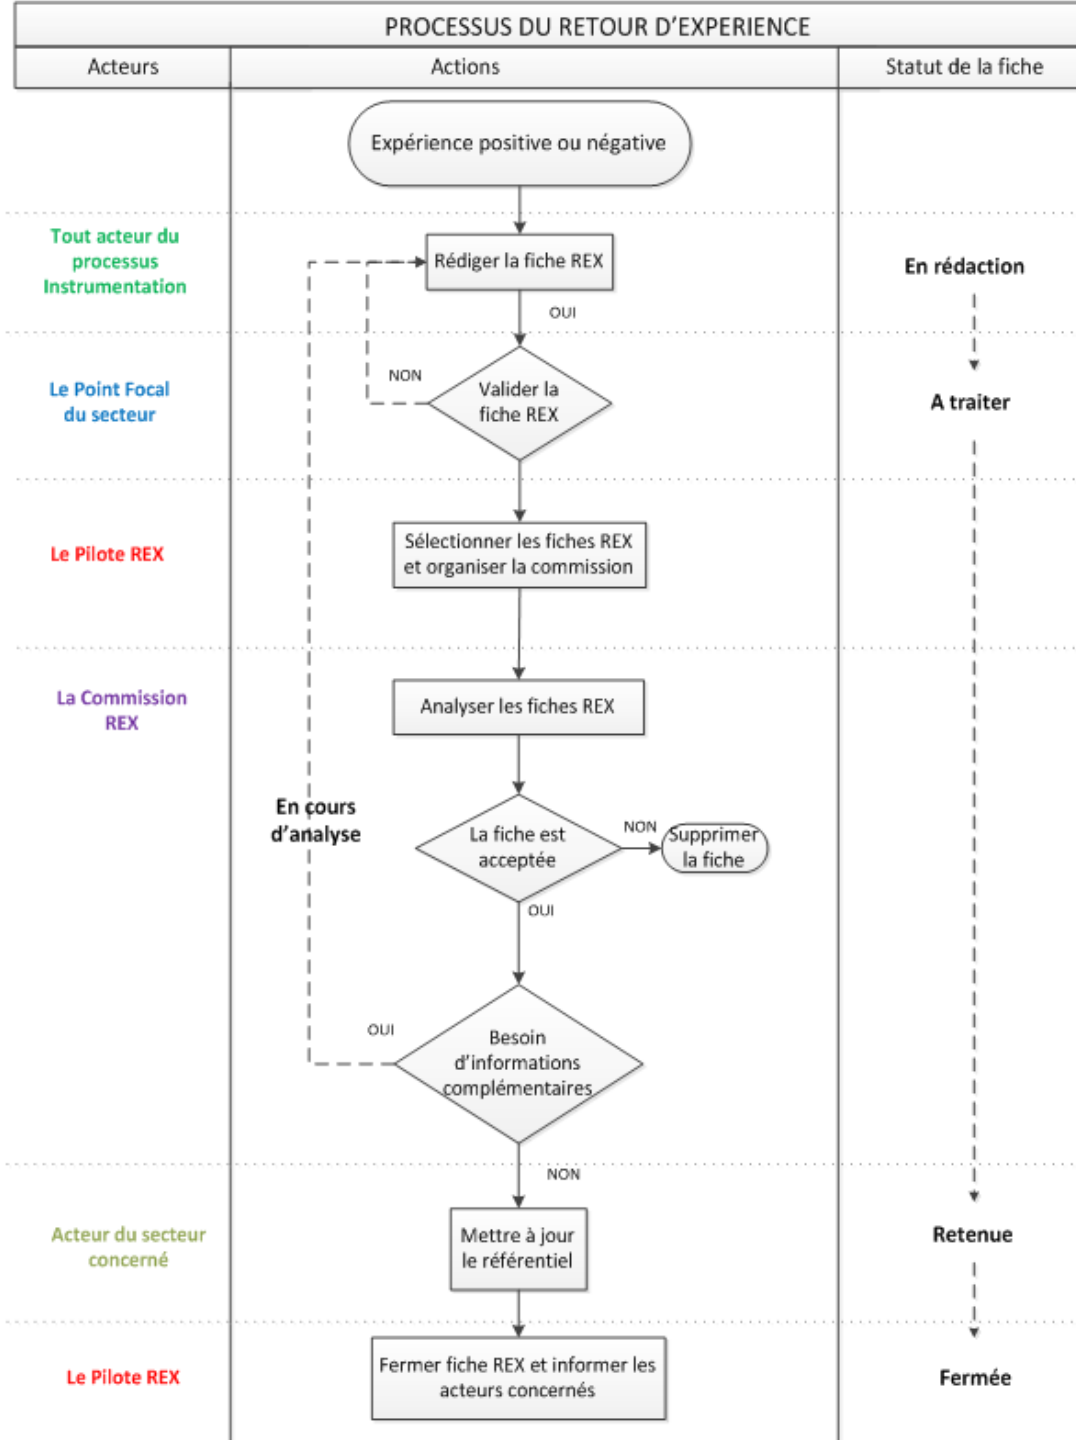 PROCESSUS DU RETOUR D'EXPERIENCE
Acteurs
Actions
Statut de la fiche
Expérience positive ou négative
Tout acteur du
processus
Instrumentation
Rédiger la fiche REX
En rédaction
OUI
Le Point Focal
du secteur
NON
Valider la
fiche REX
A traiter
Le Pilote REX
Sélectionner les fiches REX
et organiser la commission
La Commission
REX
Analyser les fiches REX
En cours
d'analyse
La fiche est
acceptée
NON
Supprimer
la fiche
OUI
OUI
Besoin
d'informations
complémentaires
NON
Acteur du secteur
concerné
Mettre à jour
le référentiel
Retenue
Le Pilote REX
Fermer fiche REX et informer les
acteurs concernés
Fermée